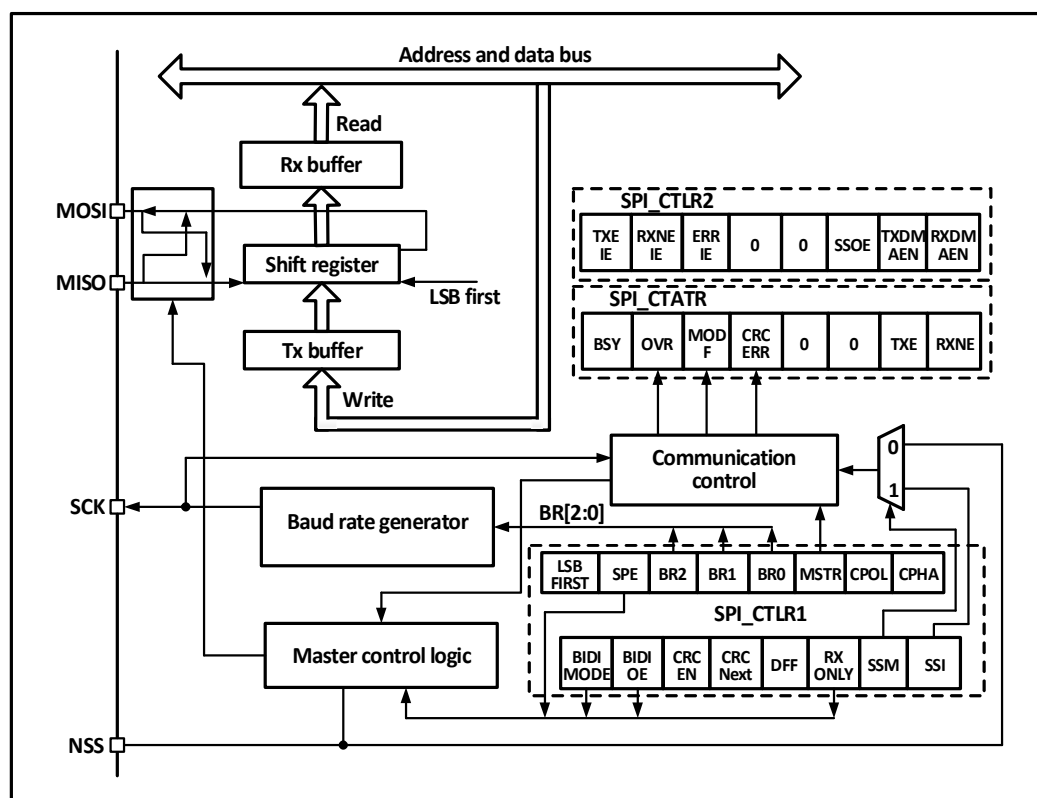 Address and data bus
Read
Rx buffer
MOSI
MISO
Shift register
LSB first
Tx buffer
Write
SPI_CTLR2
TXE
IE
RXNE
IE
ERR
IE
0
0
SSOE
TXDM
AEN
RXDM
AEN
SPI_CTATR
BSY
OVR
MOD
F
CRC
ERR
0
0
TXE
RXNE
Communication
control
0
1
SCK
Baud rate generator
BR[2:0]
LSB
FIRST
SPE
BR2
BR1
BR0
MSTR
CPOL
CPHA
SPI_CTLR1
Master control logic
BIDI
MODE
BIDI
OE
CRC
EN
CRC
Next
DFF
RX
ONLY
SSM
SSI
NSS